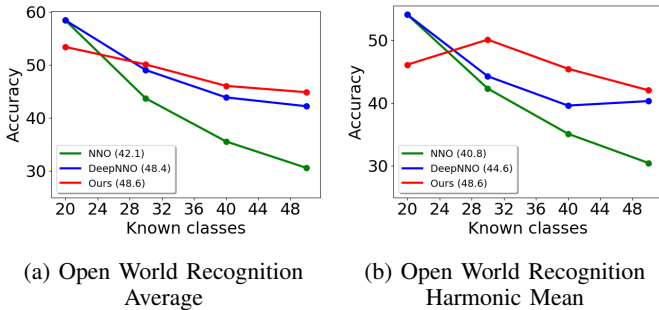 60
50
40
30
Accuracy
NNO (42.1)
DeepNNO (48.4)
Ours (48.6)
20 24 28 32 36 40 44 48
Known classes
(a) Open World Recognition
Average
50
40
30
Accuracy
NNO (40.8)
DeepNNO (44.6)
Ours (48.6)
20 24 28 32 36 40 44 48
Known classes
(b) Open World Recognition
Harmonic Mean